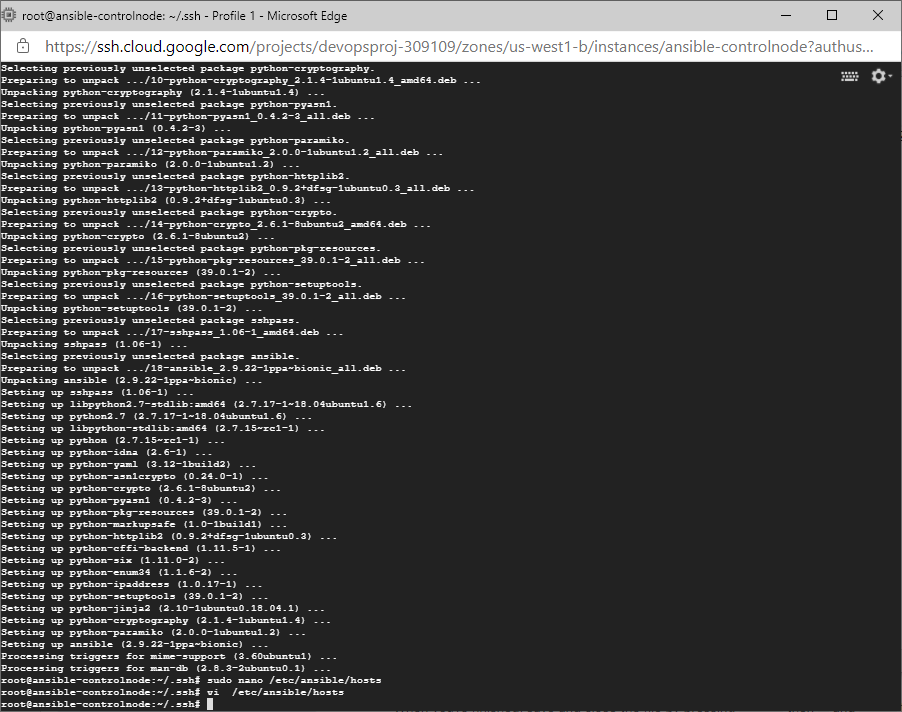 root@ansible-controlnode: ~/.ssh - Profile 1 - Microsoft Edge
https://ssh.cloud.google.com/projects/devopsproj-309109/zones/us-west1-b/instances/ansible-controlnode?authus...
Selecting previously unselected package python-cryptography.
Preparing to unpack .../10-python-cryptography_2.1.4-1ubuntu1.4_amd64.deb ...
Unpacking python-cryptography (2.1.4-1ubuntu1.4) ...
Selecting previously unselected package python-pyasn1.
Preparing to unpack .../11-python-pyasn1_0.4.2-3_all.deb ...
Unpacking python-pyasn1 (0.4.2-3) ...
Selecting previously unselected package python-paramiko.
Preparing to unpack .../12-python-paramiko_2.0.0-1ubuntu1.2_all.deb ...
Unpacking python-paramiko (2.0.0-1ubuntu1.2) ...
Selecting previously unselected package python-httplib2.
Preparing to unpack .../13-python-httplib2_0.9.2+dfsg-1ubuntu0.3_all.deb ...
Unpacking python-httplib2 (0.9.2+dfsg-1ubuntu0.3) ...
Selecting previously unselected package python-crypto.
Preparing to unpack .../14-python-crypto_2.6.1-8ubuntu2_amd64.deb ...
Unpacking python-crypto (2.6.1-8ubuntu2) ...
Selecting previously unselected package python-pkg-resources.
Preparing to unpack .../15-python-pkg-resources_39.0.1-2_all.deb ...
Unpacking python-pkg-resources (39.0.1-2) ...
Selecting previously unselected package python-setuptools.
Preparing to unpack .../16-python-setuptools_39.0.1-2_all.deb ...
Unpacking python-setuptools (39.0.1-2) ...
Selecting previously unselected package sshpass.
Preparing to unpack .../17-sshpass_1.06-1_amd64.deb ...
Unpacking sshpass (1.06-1) ...
Selecting previously unselected package ansible.
Preparing to unpack .../18-ansible_2.9.22-1ppa~bionic_all.deb ...
Unpacking ansible (2.9.22-1ppa~bionic) ...
Setting up sshpass (1.06-1) ...
Setting up libpython2.7-stdlib:amd64 (2.7.17-1~18.04ubuntu1.6) ...
Setting up python2.7 (2.7.17-1~18.04ubuntu1.6) ...
Setting up libpython-stdlib:amd64 (2.7.15~rc1-1) ...
Setting up python (2.7.15~rc1-1) ...
Setting up python-idna (2.6-1) ...
Setting up python-yaml (3.12-1build2) ...
Setting up python-asn1crypto (0.24.0-1) ...
Setting up python-crypto (2.6.1-8ubuntu2) ...
Setting up python-pyasn1 (0.4.2-3) ...
Setting up python-pkg-resources (39.0.1-2) ...
Setting up python-markupsafe (1.0-1build1) ...
Setting up python-httplib2 (0.9.2+dfsg-1ubuntu0.3) ...
Setting up python-cffi-backend (1.11.5-1) ...
Setting up python-six (1.11.0-2) ...
Setting up python-enum34 (1.1.6-2) ...
Setting up python-ipaddress (1.0.17-1) ...
Setting up python-setuptools (39.0.1-2) ...
Setting up python-jinja2 (2.10-1ubuntu0.18.04.1) ...
Setting up python-cryptography (2.1.4-1ubuntu1.4) ...
Setting up python-paramiko (2.0.0-1ubuntu1.2) ...
Setting up ansible (2.9.22-1ppa~bionic) ...
Processing triggers for mime-support (3.60ubuntu1) ...
Processing triggers for man-db (2.8.3-2ubuntu0.1) ...
root@ansible-controlnode:~/.ssh# sudo nano /etc/ansible/hosts
root@ansible-controlnode:~/.ssh# vi  /etc/ansible/hosts
root@ansible-controlnode:~/.ssh#